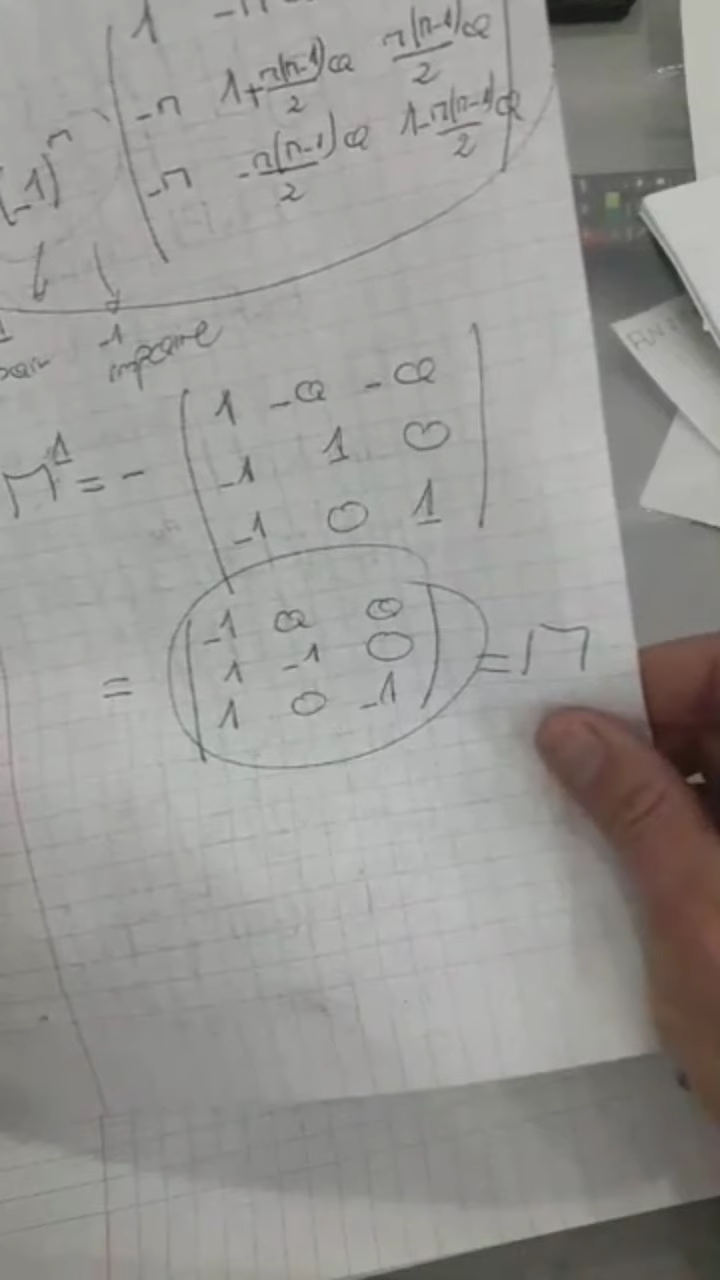 1 -n
-n 1+n(n-1)a/2 n(n-1)a/2
(-1)^n -n -n(n-1)a/2 1-n(n-1)a/2
-1
impaire
1 -a -a
M^1 = - -1 1 0
-1 0 1
-1 a 0
= 1 -1 0 = M
1 0 -1